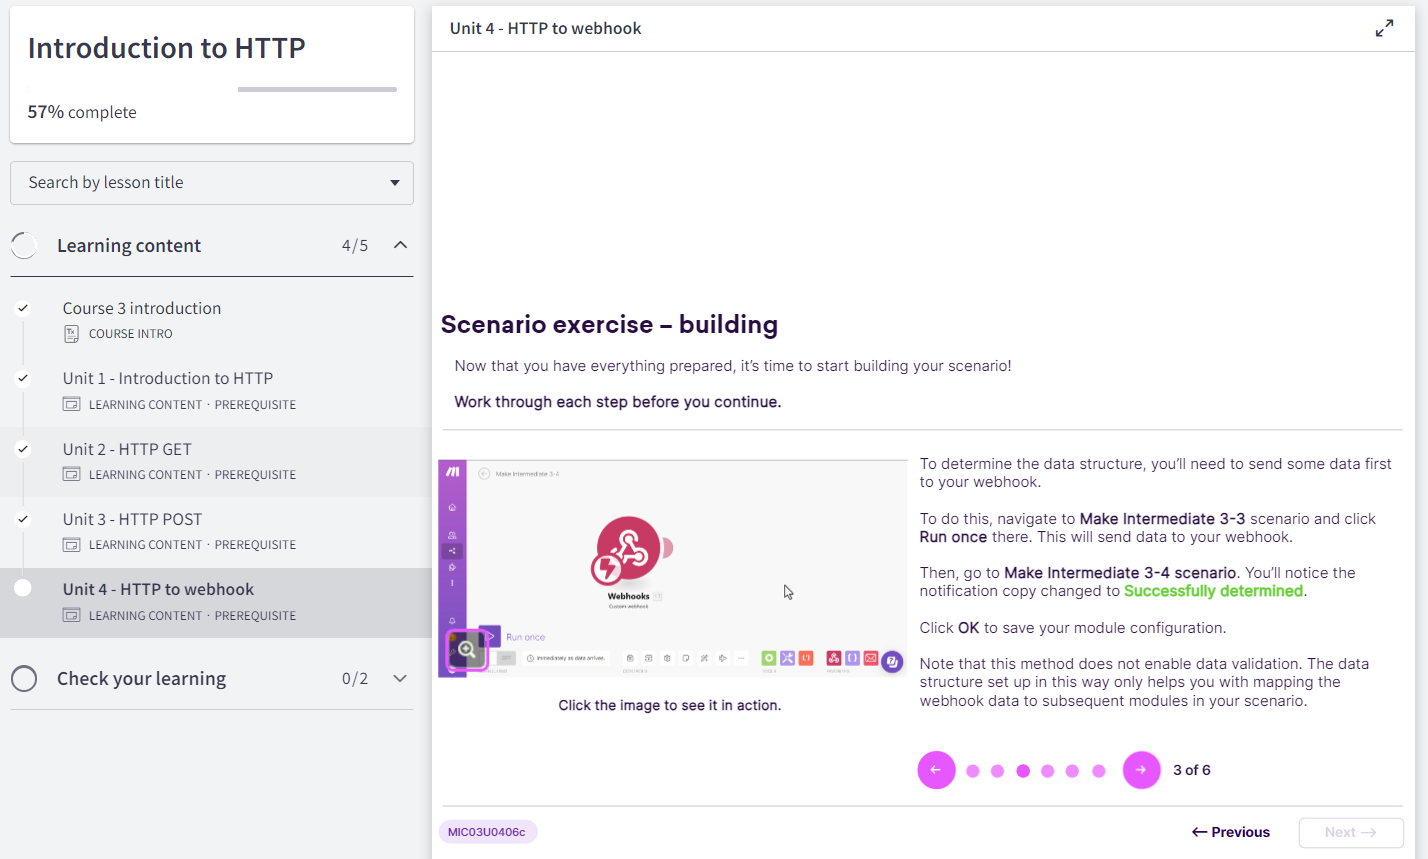 Introduction to HTTP
57% complete
Search by lesson title
Learning content 4/5
Course 3 introduction
COURSE INTRO
Unit 1 - Introduction to HTTP
LEARNING CONTENT · PREREQUISITE
Unit 2 - HTTP GET
LEARNING CONTENT · PREREQUISITE
Unit 3 - HTTP POST
LEARNING CONTENT · PREREQUISITE
Unit 4 - HTTP to webhook
LEARNING CONTENT · PREREQUISITE
Check your learning 0/2
Unit 4 - HTTP to webhook
Scenario exercise – building
Now that you have everything prepared, it’s time to start building your scenario!
Work through each step before you continue.
Make Intermediate 3-4
Webhooks
Custom webhook
Run once
OFF
Immediately as data arrives.
Click the image to see it in action.
To determine the data structure, you’ll need to send some data first
to your webhook.
To do this, navigate to Make Intermediate 3-3 scenario and click
Run once there. This will send data to your webhook.
Then, go to Make Intermediate 3-4 scenario. You’ll notice the
notification copy changed to Successfully determined.
Click OK to save your module configuration.
Note that this method does not enable data validation. The data
structure set up in this way only helps you with mapping the
webhook data to subsequent modules in your scenario.
3 of 6
MIC03U0406c
← Previous
Next →